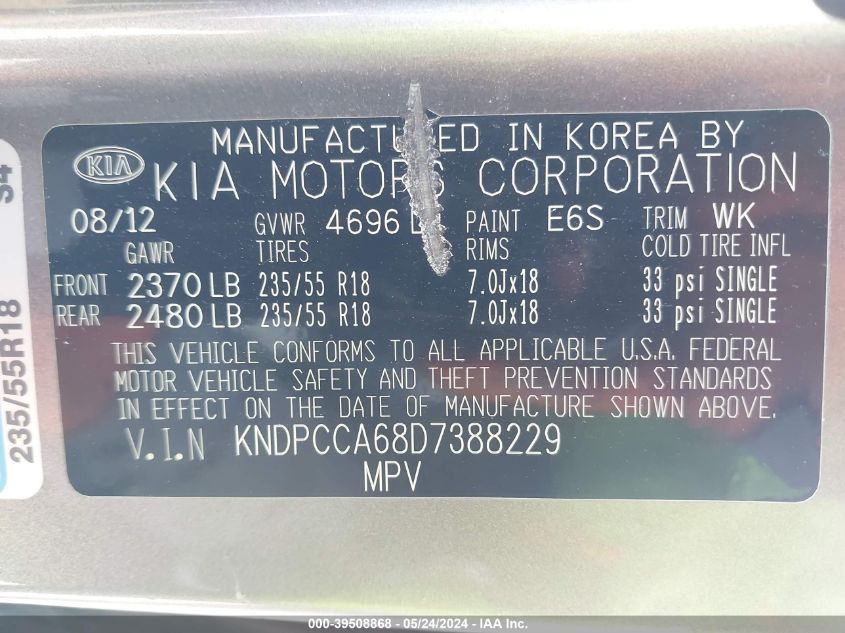 MANUFACTURED IN KOREA BY
KIA KIA MOTORS CORPORATION
08/12 GVWR 4696 LB PAINT E6S TRIM WK
GAWR TIRES RIMS COLD TIRE INFL
FRONT 2370 LB 235/55 R18 7.0Jx18 33 psi SINGLE
REAR 2480 LB 235/55 R18 7.0Jx18 33 psi SINGLE
THIS VEHICLE CONFORMS TO ALL APPLICABLE U.S.A. FEDERAL
MOTOR VEHICLE SAFETY AND THEFT PREVENTION STANDARDS
IN EFFECT ON THE DATE OF MANUFACTURE SHOWN ABOVE.
V.I.N KNDPCCA68D7388229
MPV
235/55R18
000-39508868 - 05/24/2024 - IAA Inc.